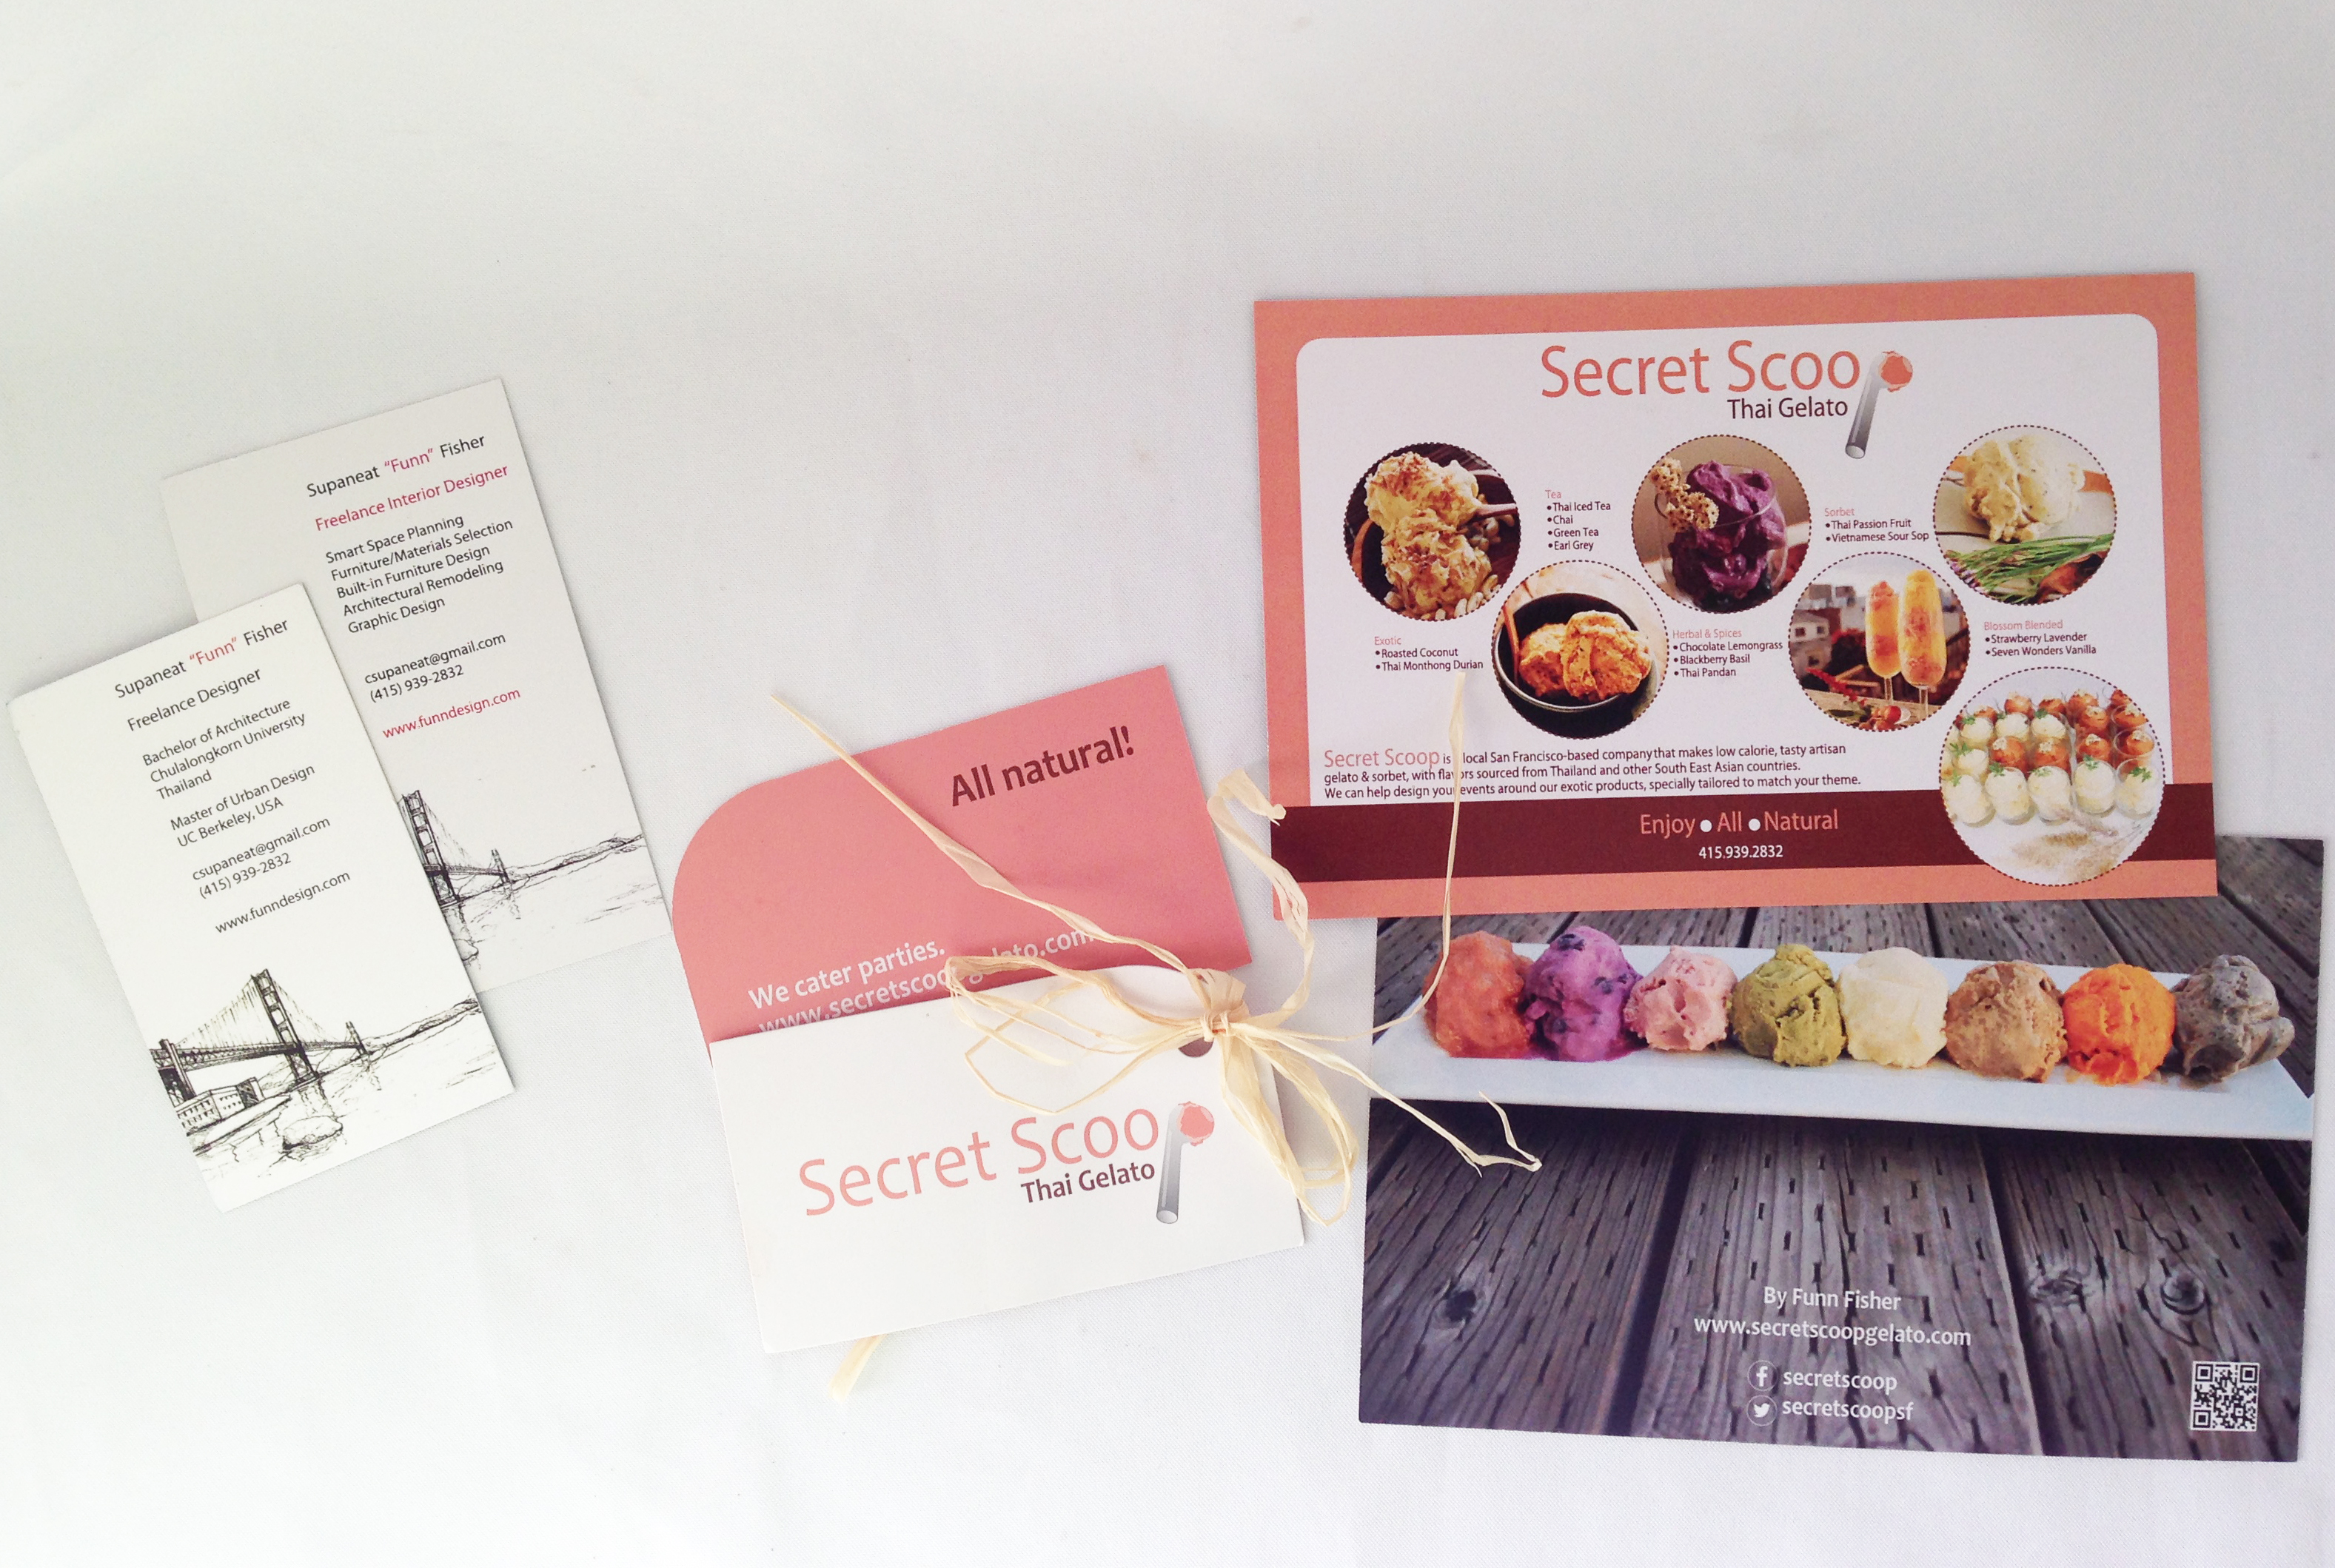 Supaneat "Funn" Fisher
Freelance Interior Designer
Smart Space Planning
Furniture/Materials Selection
Built-in Furniture Design
Architectural Remodeling
Graphic Design
csupaneat@gmail.com
(415) 939-2832
www.funndesign.com
Supaneat "Funn" Fisher
Freelance Designer
Bachelor of Architecture
Chulalongkorn University
Thailand
Master of Urban Design
UC Berkeley, USA
csupaneat@gmail.com
(415) 939-2832
www.funndesign.com
All natural!
We cater parties.
www.secretscoopgelato.com
Secret Scoop
Thai Gelato
Secret Scoop
Thai Gelato
Tea
•Thai Iced Tea
•Chai
•Green Tea
•Earl Grey
Sorbet
•Thai Passion Fruit
•Vietnamese Sour Sop
Exotic
•Roasted Coconut
•Thai Monthong Durian
Herbal & Spices
•Chocolate Lemongrass
•Blackberry Basil
•Thai Pandan
Blossom Blended
•Strawberry Lavender
•Seven Wonders Vanilla
Secret Scoop is local San Francisco-based company that makes low calorie, tasty artisan
gelato & sorbet, with flavors sourced from Thailand and other South East Asian countries.
We can help design your events around our exotic products, specially tailored to match your theme.
Enjoy • All • Natural
415.939.2832
By Funn Fisher
www.secretscoopgelato.com
secretscoop
secretscoopsf